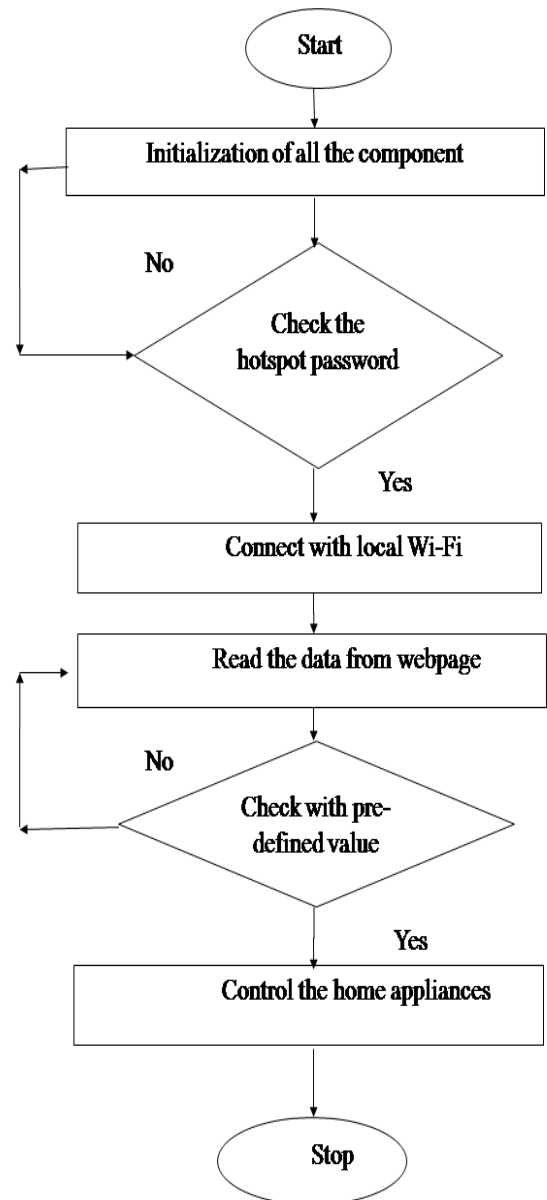 Start
Initialization of all the component
No
Check the
hotspot password
Yes
Connect with local Wi-Fi
Read the data from webpage
No
Check with pre-
defined value
Yes
Control the home appliances
Stop